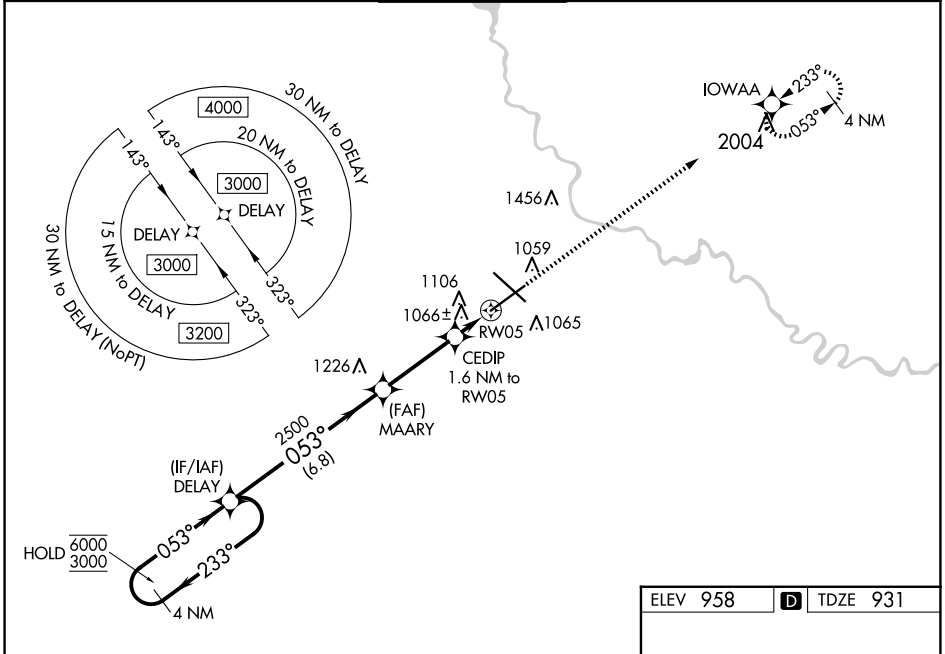 30 NM to DELAY
4000
143°
20 NM to DELAY
3000
DELAY
323°
143°
DELAY
15 NM to DELAY
3000
323°
3200
30 NM to DELAY (NoPT)
IOWAA
233°
053°
4 NM
2004
1456
1059
1106
1066±
RW05
1065
CEDIP
1.6 NM to
RW05
1226
(FAF)
MAARY
2500
053°
(6.8)
(IF/IAF)
DELAY
HOLD
6000
3000
053°
233°
4 NM
ELEV 958 D TDZE 931